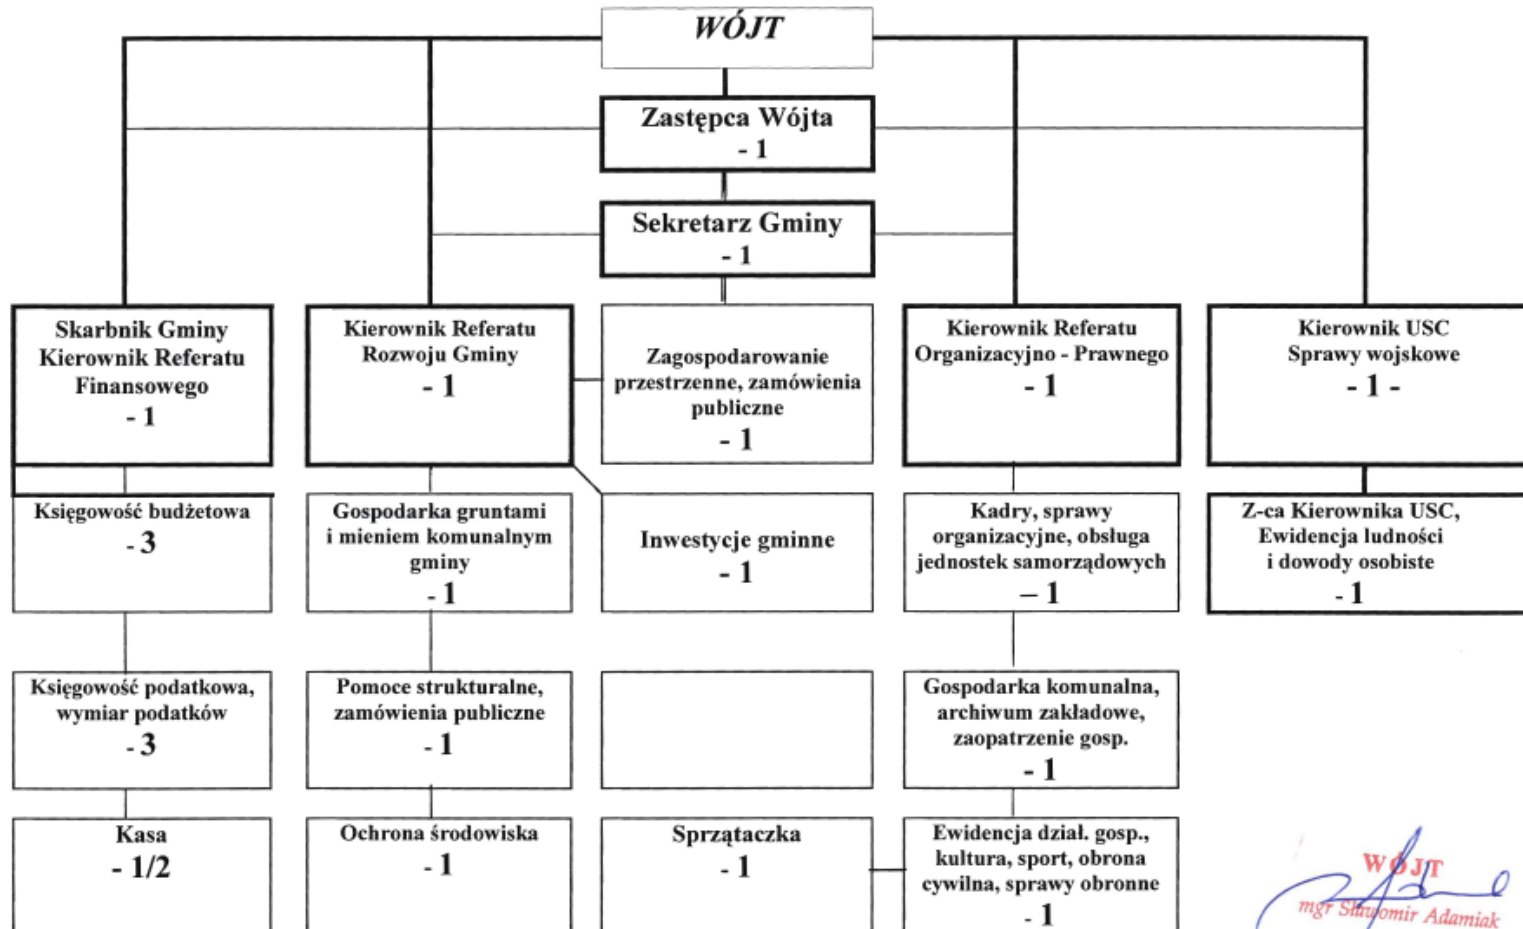 WÓJT
Zastępca Wójta
- 1
Sekretarz Gminy
- 1
Skarbnik Gminy
Kierownik Referatu
Finansowego
- 1
Kierownik Referatu
Rozwoju Gminy
- 1
Zagospodarowanie
przestrzenne, zamówienia
publiczne
- 1
Kierownik Referatu
Organizacyjno - Prawnego
- 1
Kierownik USC
Sprawy wojskowe
- 1 -
Księgowość budżetowa
- 3
Gospodarka gruntami
i mieniem komunalnym
gminy
- 1
Inwestycje gminne
- 1
Kadry, sprawy
organizacyjne, obsługa
jednostek samorządowych
– 1
Z-ca Kierownika USC,
Ewidencja ludności
i dowody osobiste
- 1
Księgowość podatkowa,
wymiar podatków
- 3
Pomoce strukturalne,
zamówienia publiczne
- 1
Gospodarka komunalna,
archiwum zakładowe,
zaopatrzenie gosp.
- 1
Kasa
- 1/2
Ochrona środowiska
- 1
Sprzątaczka
- 1
Ewidencja dział. gosp.,
kultura, sport, obrona
cywilna, sprawy obronne
- 1
WÓJT
mgr Sławomir Adamiak